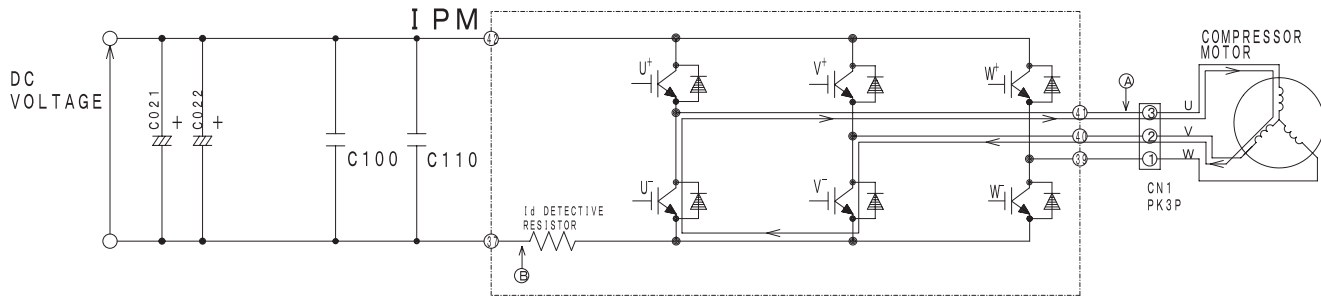 IPM
DC
VOLTAGE
C021
+
C022
+
C100
C110
42
37
Id DETECTIVE
RESISTOR
B
U+
V+
W+
U-
V-
W-
41
40
39
A
3
2
1
U
V
W
CN1
PK3P
COMPRESSOR
MOTOR